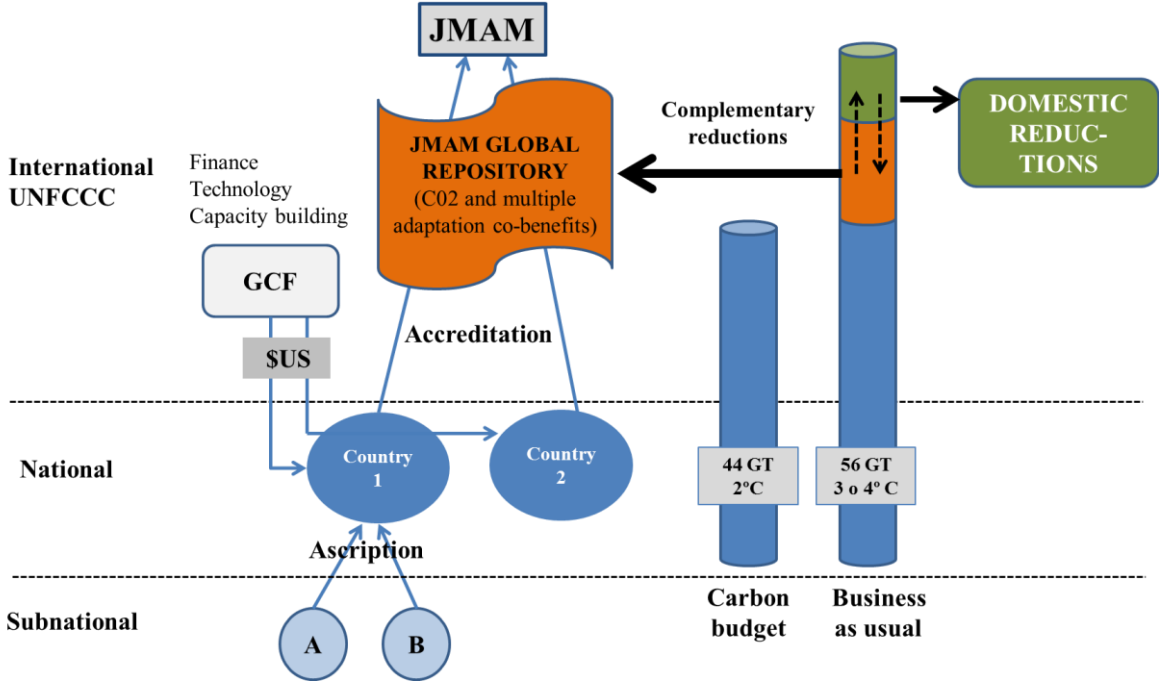 JMAM
International
UNFCCC
Finance
Technology
Capacity building
JMAM GLOBAL
REPOSITORY
(C02 and multiple
adaptation co-benefits)
Complementary
reductions
DOMESTIC
REDUC-
TIONS
GCF
$US
Accreditation
National
Country
1
Country
2
44 GT
2ºC
56 GT
3 o 4º C
Ascription
Subnational
A
B
Carbon
budget
Business
as usual